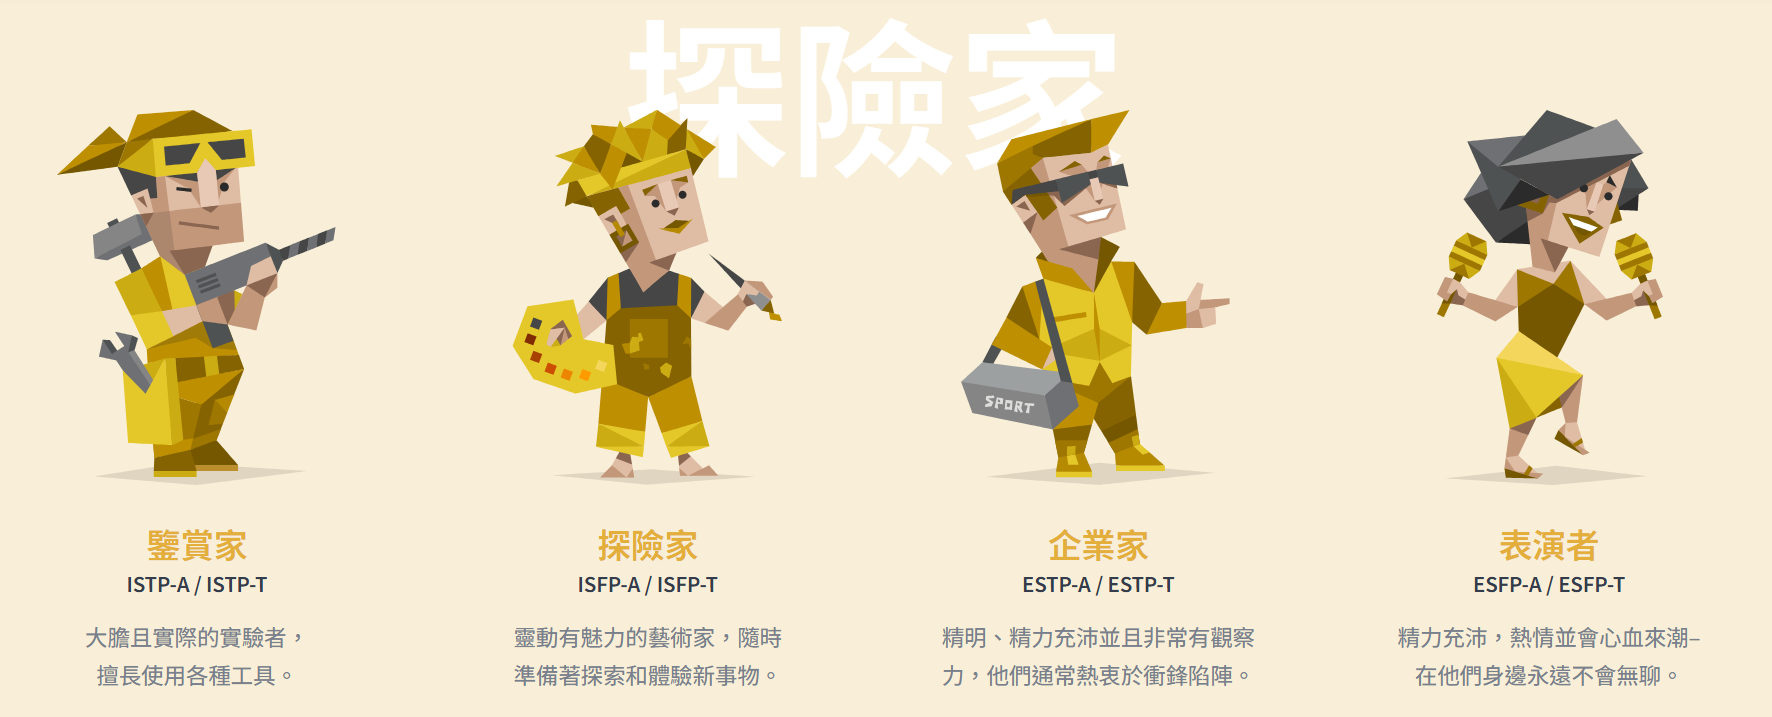 探險家
SPORT
鑒賞家
ISTP-A / ISTP-T
大膽且實際的實驗者，
擅長使用各種工具。
探險家
ISFP-A / ISFP-T
靈動有魅力的藝術家，隨時
準備著探索和體驗新事物。
企業家
ESTP-A / ESTP-T
精明、精力充沛並且非常有觀察
力，他們通常熱衷於衝鋒陷陣。
表演者
ESFP-A / ESFP-T
精力充沛，熱情並會心血來潮–
在他們身邊永遠不會無聊。